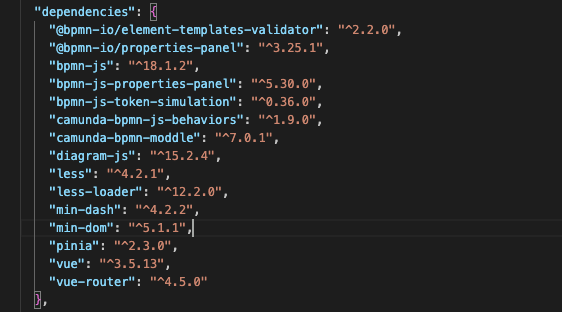 "dependencies": {
"@bpmn-io/element-templates-validator": "^2.2.0",
"@bpmn-io/properties-panel": "^3.25.1",
"bpmn-js": "^18.1.2",
"bpmn-js-properties-panel": "^5.30.0",
"bpmn-js-token-simulation": "^0.36.0",
"camunda-bpmn-js-behaviors": "^1.9.0",
"camunda-bpmn-moddle": "^7.0.1",
"diagram-js": "^15.2.4",
"less": "^4.2.1",
"less-loader": "^12.2.0",
"min-dash": "^4.2.2",
"min-dom": "^5.1.1",
"pinia": "^2.3.0",
"vue": "^3.5.13",
"vue-router": "^4.5.0"
},